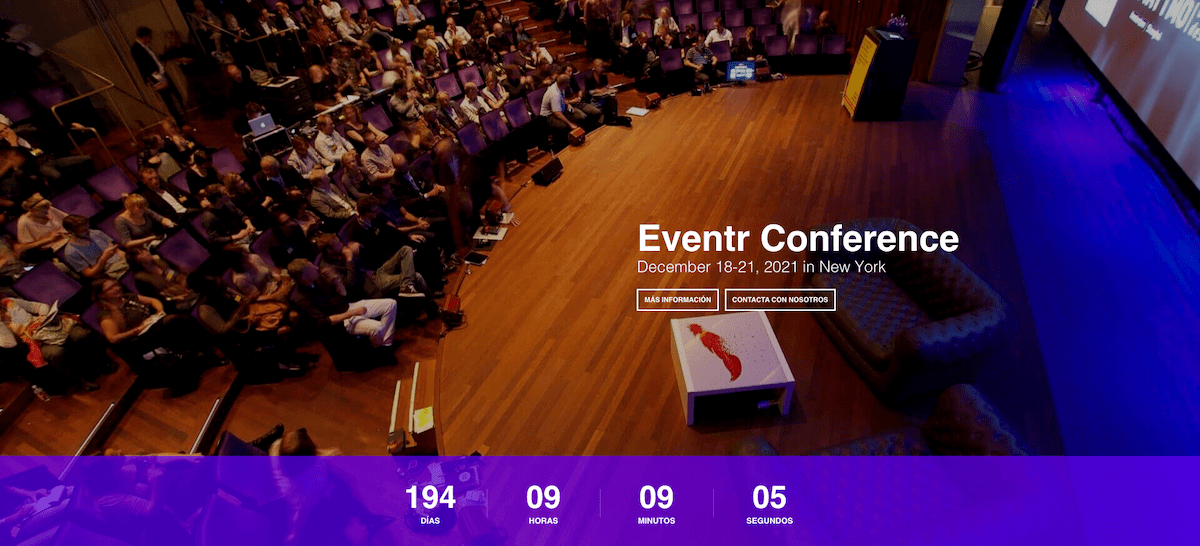 Eventr Conference
December 18-21, 2021 in New York
MÁS INFORMACIÓN CONTACTA CON NOSOTROS
194 09 09 05
DÍAS HORAS MINUTOS SEGUNDOS